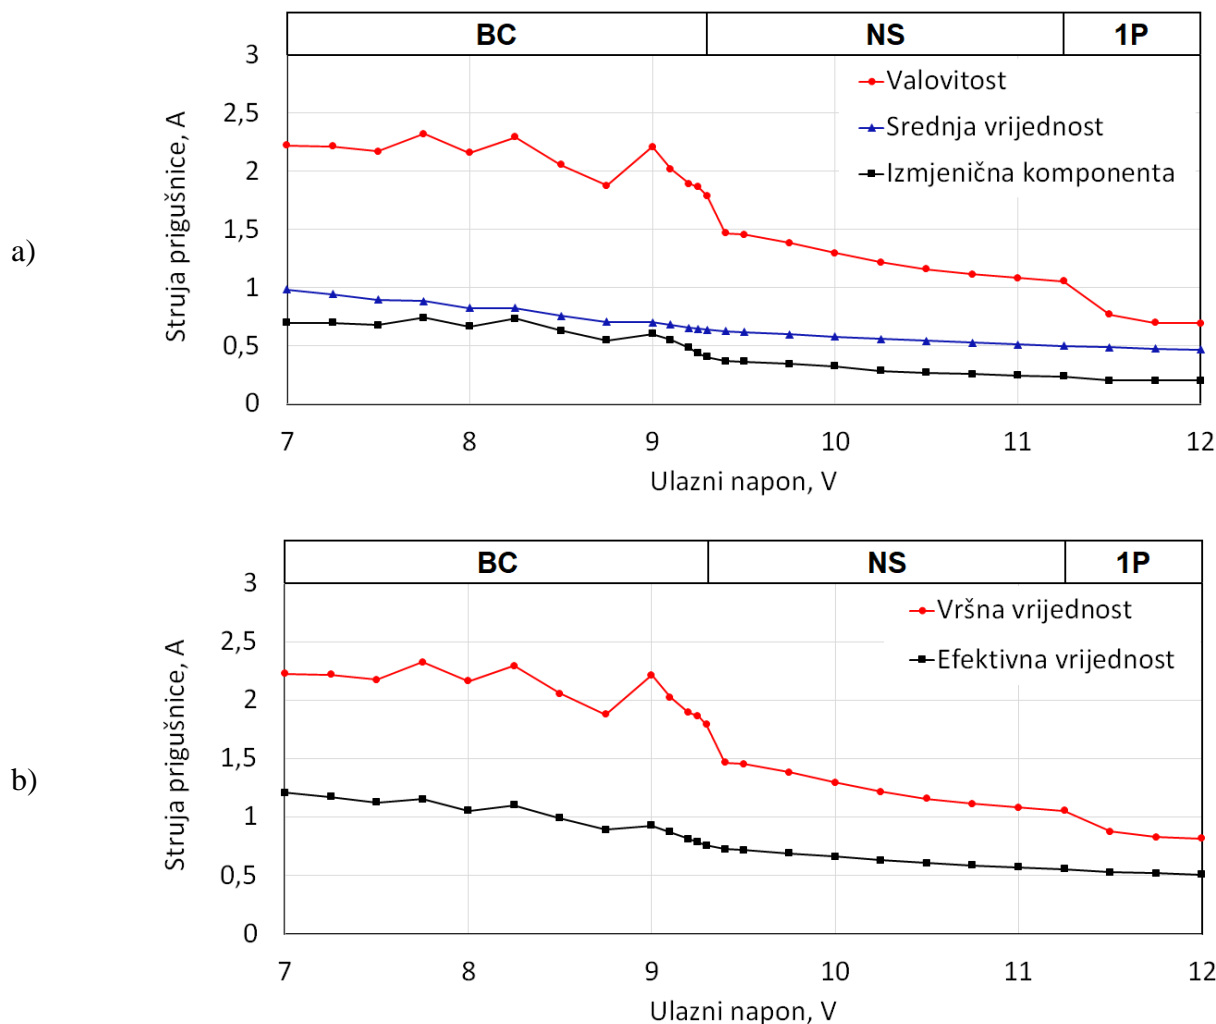 BC NS 1P
3
2,5
2
1,5
1
0,5
0
Struja prigušnice, A
Valovitost
Srednja vrijednost
Izmjenična komponenta
a)
7 8 9 10 11 12
Ulazni napon, V
BC NS 1P
3
2,5
2
1,5
1
0,5
0
Struja prigušnice, A
Vršna vrijednost
Efektivna vrijednost
b)
7 8 9 10 11 12
Ulazni napon, V